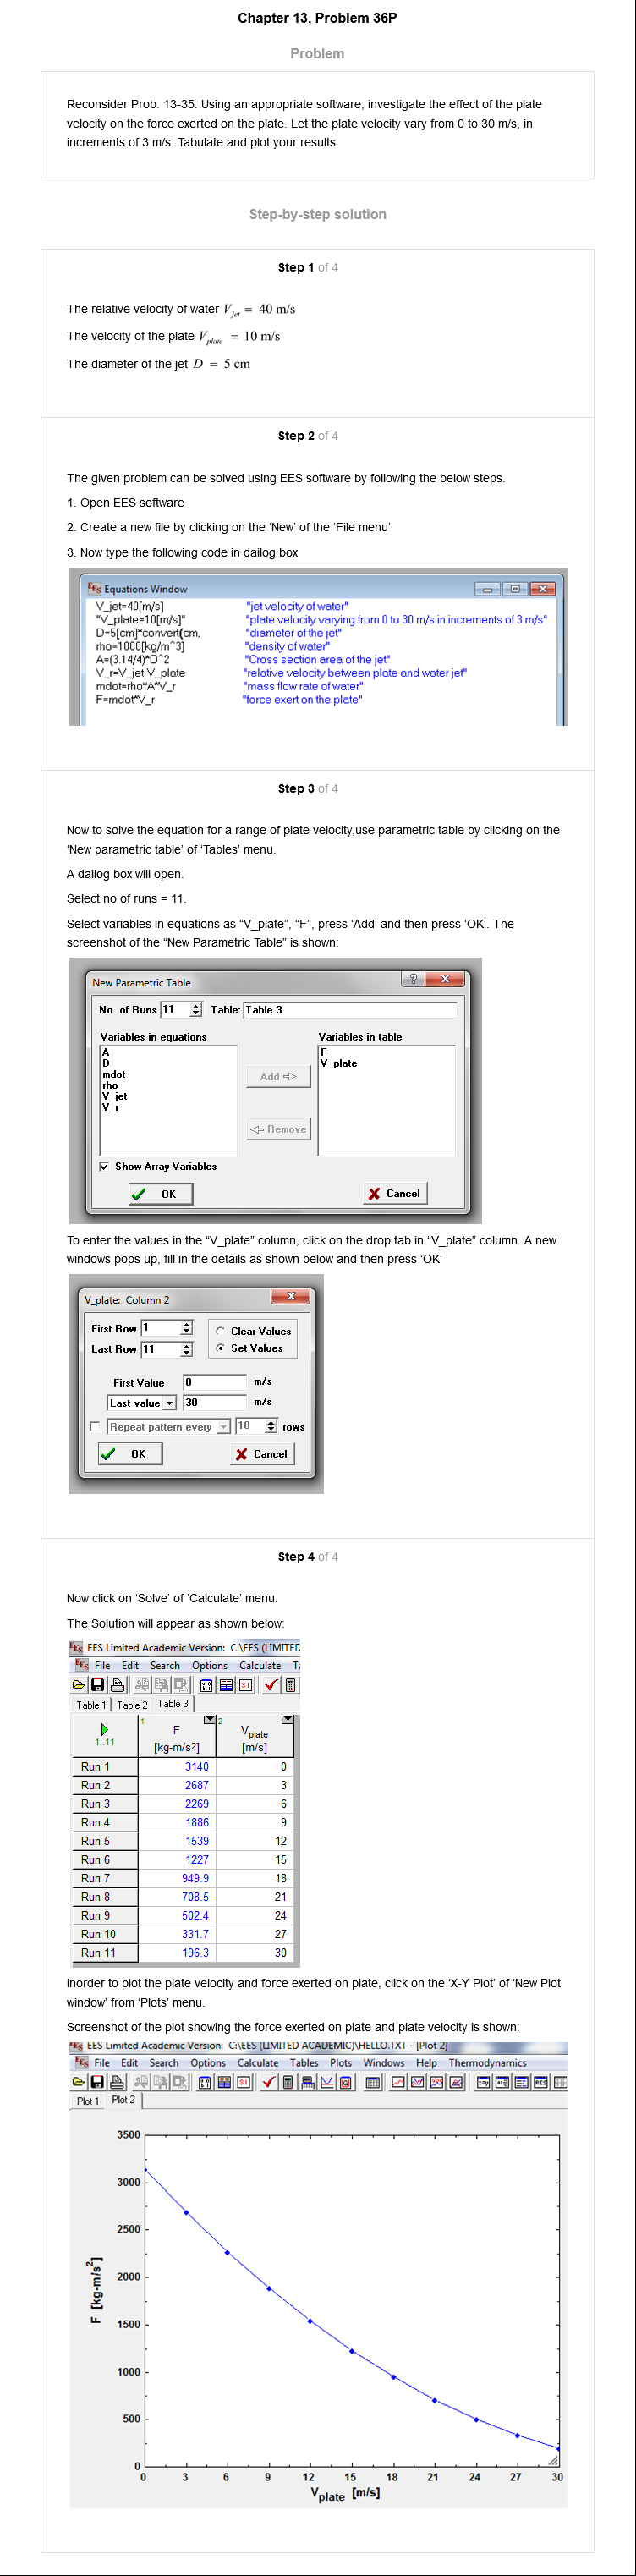 Chapter 13, Problem 36P
Problem
Reconsider Prob. 13-35. Using an appropriate software, investigate the effect of the plate
velocity on the force exerted on the plate. Let the plate velocity vary from 0 to 30 m/s, in
increments of 3 m/s. Tabulate and plot your results.
Step-by-step solution
Step 1 of 4
The relative velocity of water V_jet = 40 m/s
The velocity of the plate V_plate = 10 m/s
The diameter of the jet D = 5 cm
Step 2 of 4
The given problem can be solved using EES software by following the below steps.
1. Open EES software
2. Create a new file by clicking on the ‘New’ of the ‘File menu’
3. Now type the following code in dailog box
EES Equations Window
V_jet=40[m/s] "jet velocity of water"
"V_plate=10[m/s]" "plate velocity varying from 0 to 30 m/s in increments of 3 m/s"
D=5[cm]*convert(cm, "diameter of the jet"
rho=1000[kg/m^3] "density of water"
A=(3.14/4)*D^2 "Cross section area of the jet"
V_r=V_jet-V_plate "relative velocity between plate and water jet"
mdot=rho*A*V_r "mass flow rate of water"
F=mdot*V_r "force exert on the plate"
Step 3 of 4
Now to solve the equation for a range of plate velocity,use parametric table by clicking on the
‘New parametric table’ of ‘Tables’ menu.
A dailog box will open.
Select no of runs = 11.
Select variables in equations as “V_plate”, “F”, press ‘Add’ and then press ‘OK’. The
screenshot of the “New Parametric Table” is shown:
New Parametric Table ?
No. of Runs 11 Table: Table 3
Variables in equations Variables in table
A F
D V_plate
mdot
rho
V_jet
V_r
Add
Remove
Show Array Variables
OK Cancel
To enter the values in the “V_plate” column, click on the drop tab in “V_plate” column. A new
windows pops up, fill in the details as shown below and then press ‘OK’
V_plate: Column 2
First Row 1 Clear Values
Last Row 11 Set Values
First Value 0 m/s
Last value 30 m/s
Repeat pattern every 10 rows
OK Cancel
Step 4 of 4
Now click on ‘Solve’ of ‘Calculate’ menu.
The Solution will appear as shown below:
EES EES Limited Academic Version: C:\EES (LIMITED
EES File Edit Search Options Calculate Ta
Table 1 Table 2 Table 3
1..11 1 F [kg-m/s2] 2 Vplate [m/s]
Run 1 3140 0
Run 2 2687 3
Run 3 2269 6
Run 4 1886 9
Run 5 1539 12
Run 6 1227 15
Run 7 949.9 18
Run 8 708.5 21
Run 9 502.4 24
Run 10 331.7 27
Run 11 196.3 30
Inorder to plot the plate velocity and force exerted on plate, click on the ‘X-Y Plot’ of ‘New Plot
window’ from ‘Plots’ menu.
Screenshot of the plot showing the force exerted on plate and plate velocity is shown:
EES EES Limited Academic Version: C:\EES (LIMITED ACADEMIC)\HELLO.TXT - [Plot 2]
EES File Edit Search Options Calculate Tables Plots Windows Help Thermodynamics
Plot 1 Plot 2
3500
3000
2500
2000
1500
1000
500
0
F [kg-m/s2]
0 3 6 9 12 15 18 21 24 27 30
Vplate [m/s]